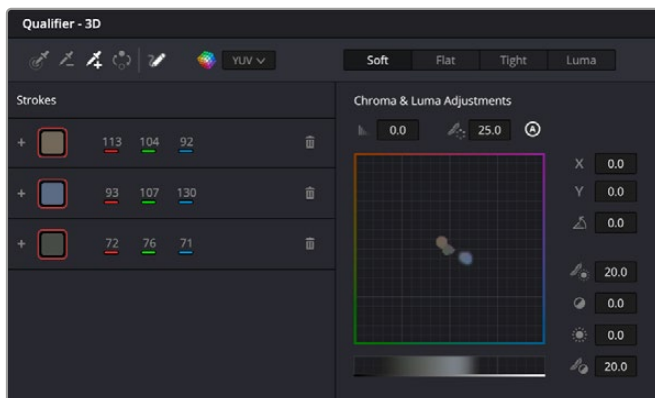 Qualifier - 3D
YUV Soft Flat Tight Luma
Strokes
Chroma & Luma Adjustments
0.0 25.0 A
+ 113 104 92
X 0.0
Y 0.0
+ 93 107 130
0.0
+ 72 76 71
20.0
0.0
0.0
20.0